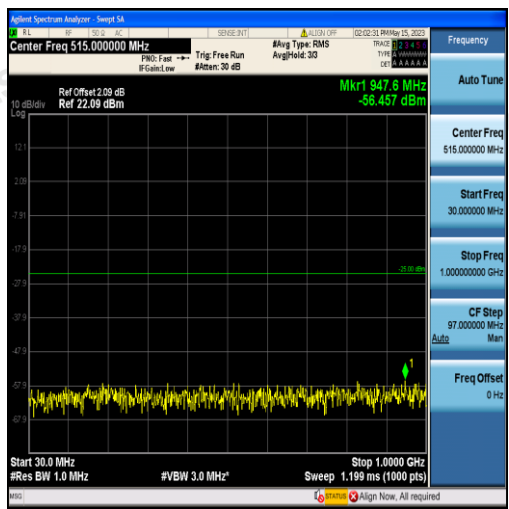 Agilent Spectrum Analyzer - Swept SA
RL RF 50 Ω AC SENSE:INT ALIGN OFF 02:02:31 PM May 15, 2023
Center Freq 515.000000 MHz #Avg Type: RMS TRACE 1 2 3 4 5 6 Frequency
PNO: Fast Trig: Free Run Avg|Hold: 3/3 TYPE A WWWWW
IFGain:Low #Atten: 30 dB DET A A A A A A
Auto Tune
Mkr1 947.6 MHz
Ref Offset 2.09 dB
10 dB/div Ref 22.09 dBm -56.457 dBm
Log
Center Freq
515.000000 MHz
12.1
2.09
Start Freq
30.000000 MHz
-7.91
-17.9
Stop Freq
1.000000000 GHz
-25.00 dBm
-27.9
CF Step
97.000000 MHz
Auto Man
-37.9
-47.9
1
Freq Offset
0 Hz
-57.9
-67.9
Start 30.0 MHz Stop 1.0000 GHz
#Res BW 1.0 MHz #VBW 3.0 MHz* Sweep 1.199 ms (1000 pts)
MSG STATUS Align Now, All required